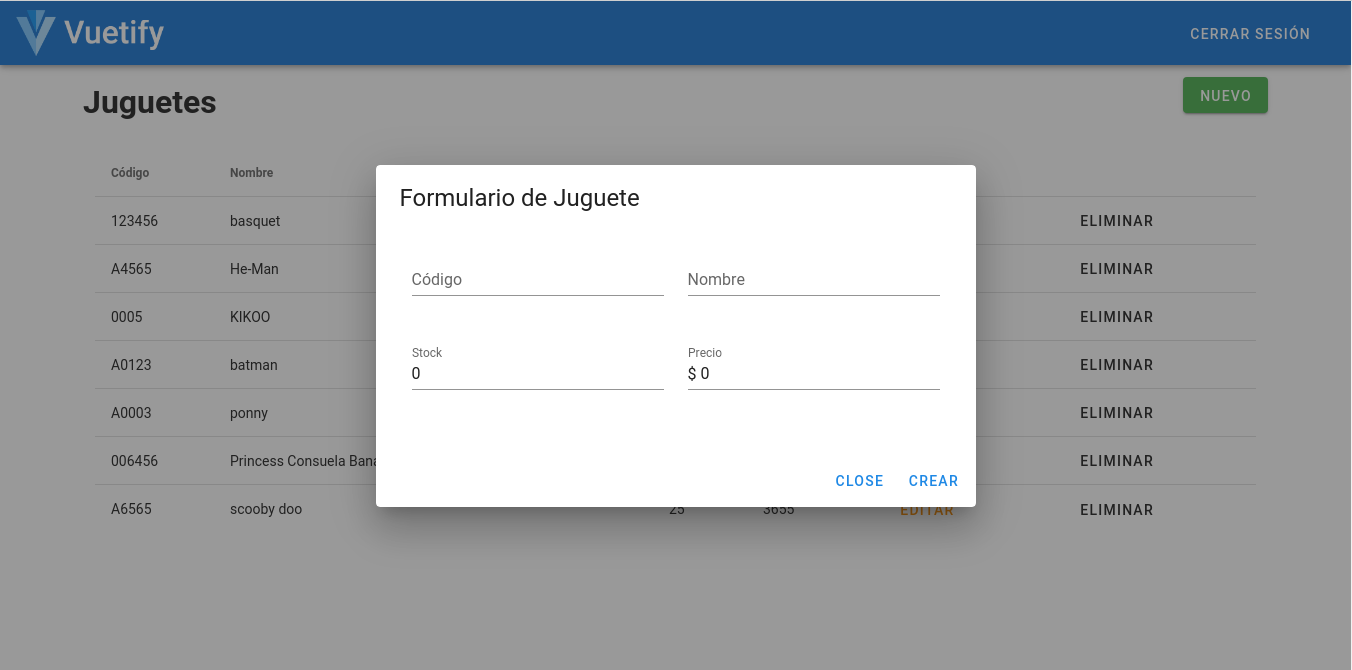 Vuetify
CERRAR SESIÓN
Juguetes
NUEVO
Código Nombre
123456 basquet ELIMINAR
A4565 He-Man ELIMINAR
0005 KIKOO ELIMINAR
A0123 batman ELIMINAR
A0003 ponny ELIMINAR
006456 Princess Consuela ELIMINAR
A6565 scooby doo 25 3655 EDITAR ELIMINAR
Formulario de Juguete
Código Nombre
Stock Precio
0 $ 0
CLOSE CREAR